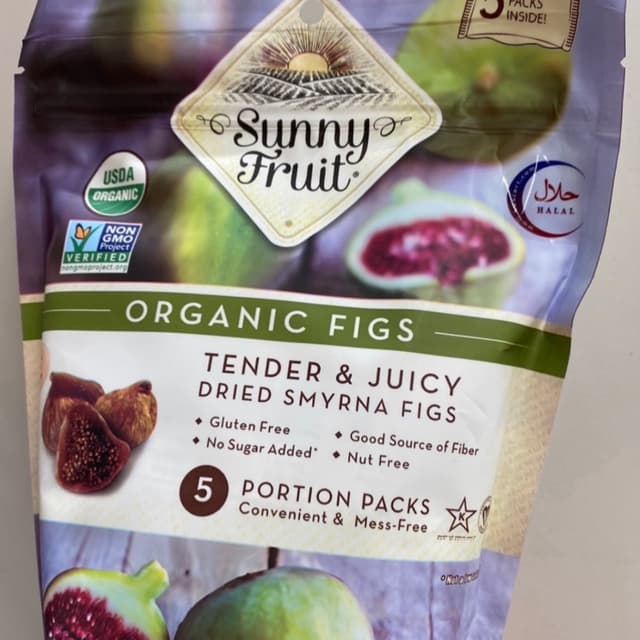 5 PACKS
INSIDE!
Sunny
Fruit®
USDA
ORGANIC
NON
GMO
Project
VERIFIED
nongmoproject.org
حلال
HALAL
ORGANIC FIGS
TENDER & JUICY
DRIED SMYRNA FIGS
Gluten Free
Good Source of Fiber
No Sugar Added*
Nut Free
5 PORTION PACKS
Convenient & Mess-Free
K